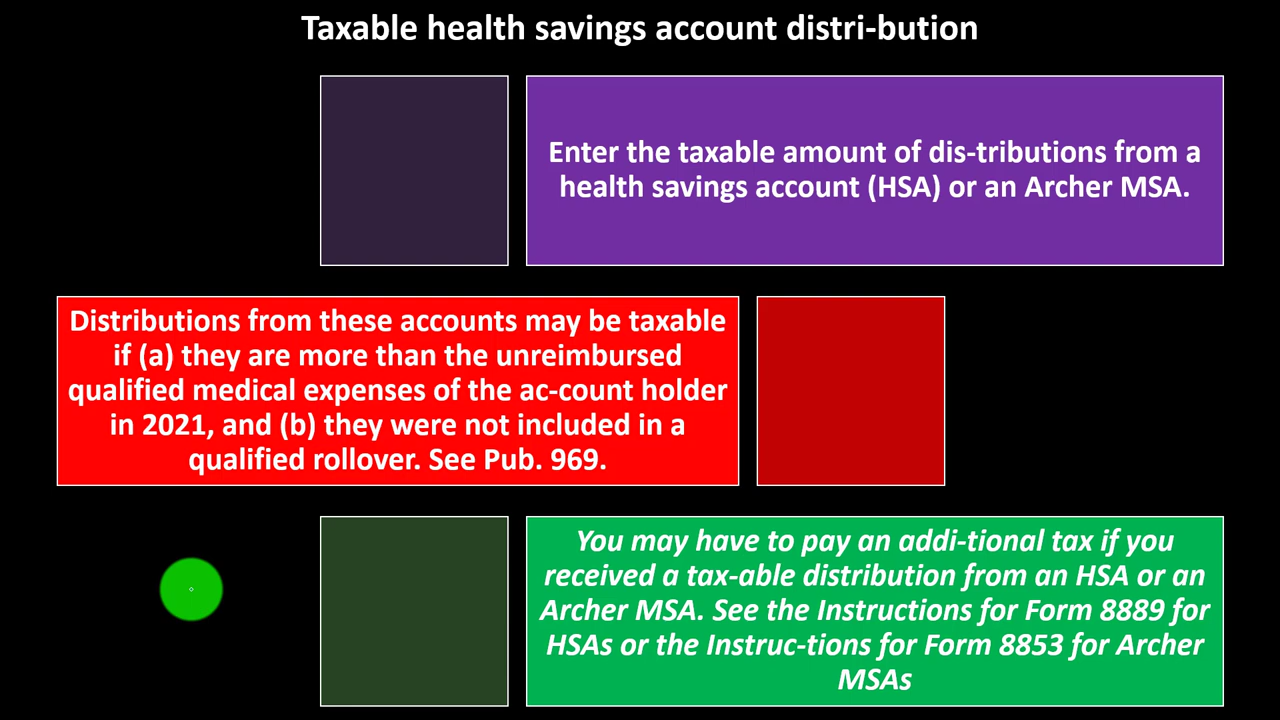 Taxable health savings account distri-bution
Enter the taxable amount of dis-tributions from a
health savings account (HSA) or an Archer MSA.
Distributions from these accounts may be taxable
if (a) they are more than the unreimbursed
qualified medical expenses of the ac-count holder
in 2021, and (b) they were not included in a
qualified rollover. See Pub. 969.
You may have to pay an addi-tional tax if you
received a tax-able distribution from an HSA or an
Archer MSA. See the Instructions for Form 8889 for
HSAs or the Instruc-tions for Form 8853 for Archer
MSAs